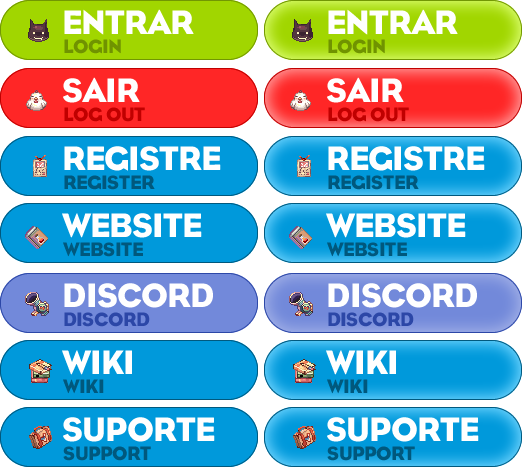 ENTRAR
LOGIN
ENTRAR
LOGIN
SAIR
LOG OUT
SAIR
LOG OUT
REGISTRE
REGISTER
REGISTRE
REGISTER
WEBSITE
WEBSITE
WEBSITE
WEBSITE
DISCORD
DISCORD
DISCORD
DISCORD
WIKI
WIKI
WIKI
WIKI
SUPORTE
SUPPORT
SUPORTE
SUPPORT